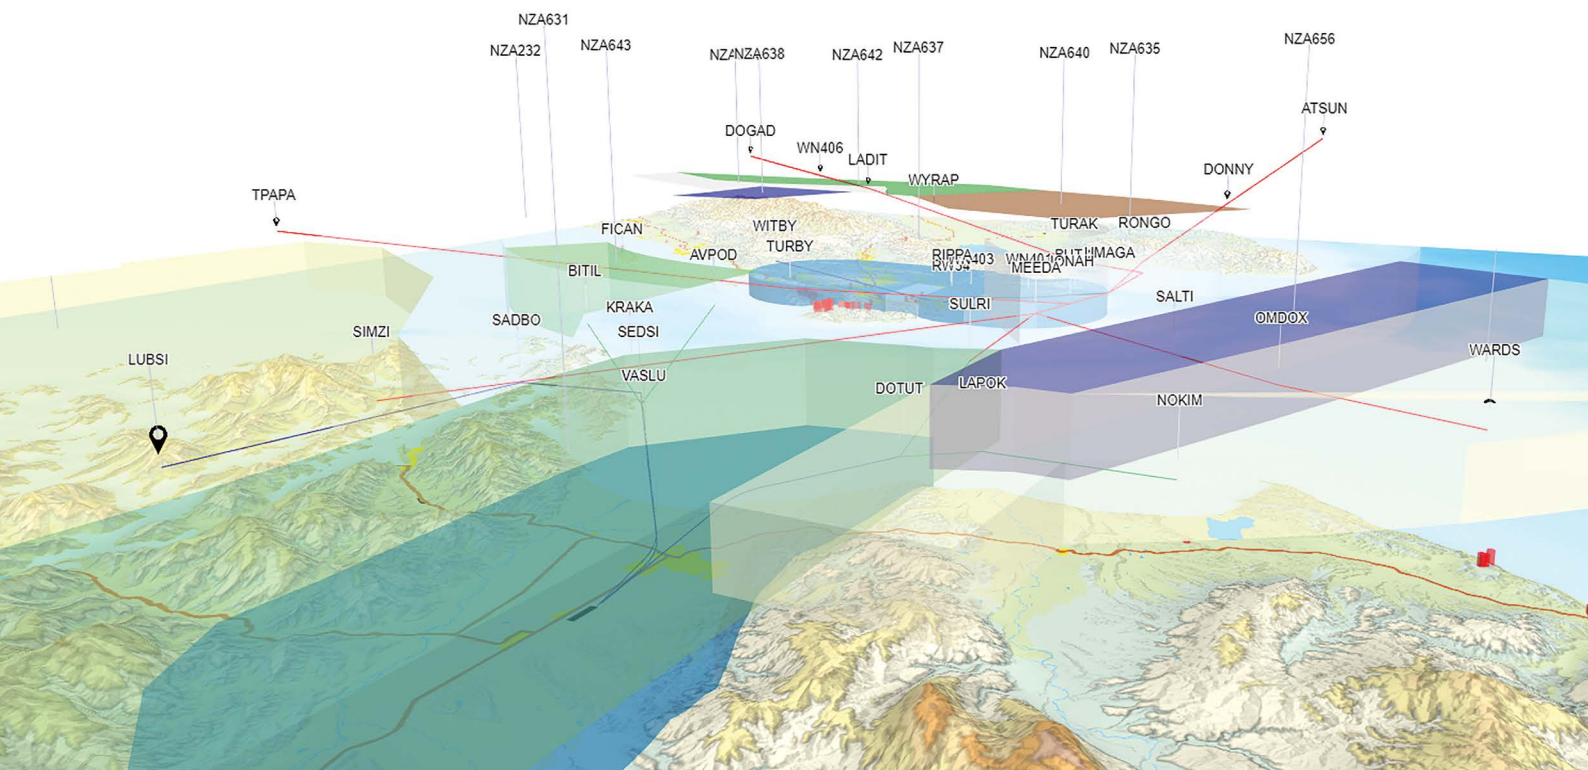 NZA631
NZA232
NZA643
NZA638
NZA642
NZA637
NZA640
NZA635
NZA656
ATSUN
DOGAD
WN406
LADIT
DONNY
TPAPA
WYRAP
FICAN
WITBY
TURBY
TURAK
RONGO
AVPOD
BITIL
RIPPA
MEEDA
SALTI
SULRI
KRAKA
SADBO
SEDSI
SIMZI
OMDOX
LUBSI
WARDS
VASLU
DOTUT
LAPOK
NOKIM